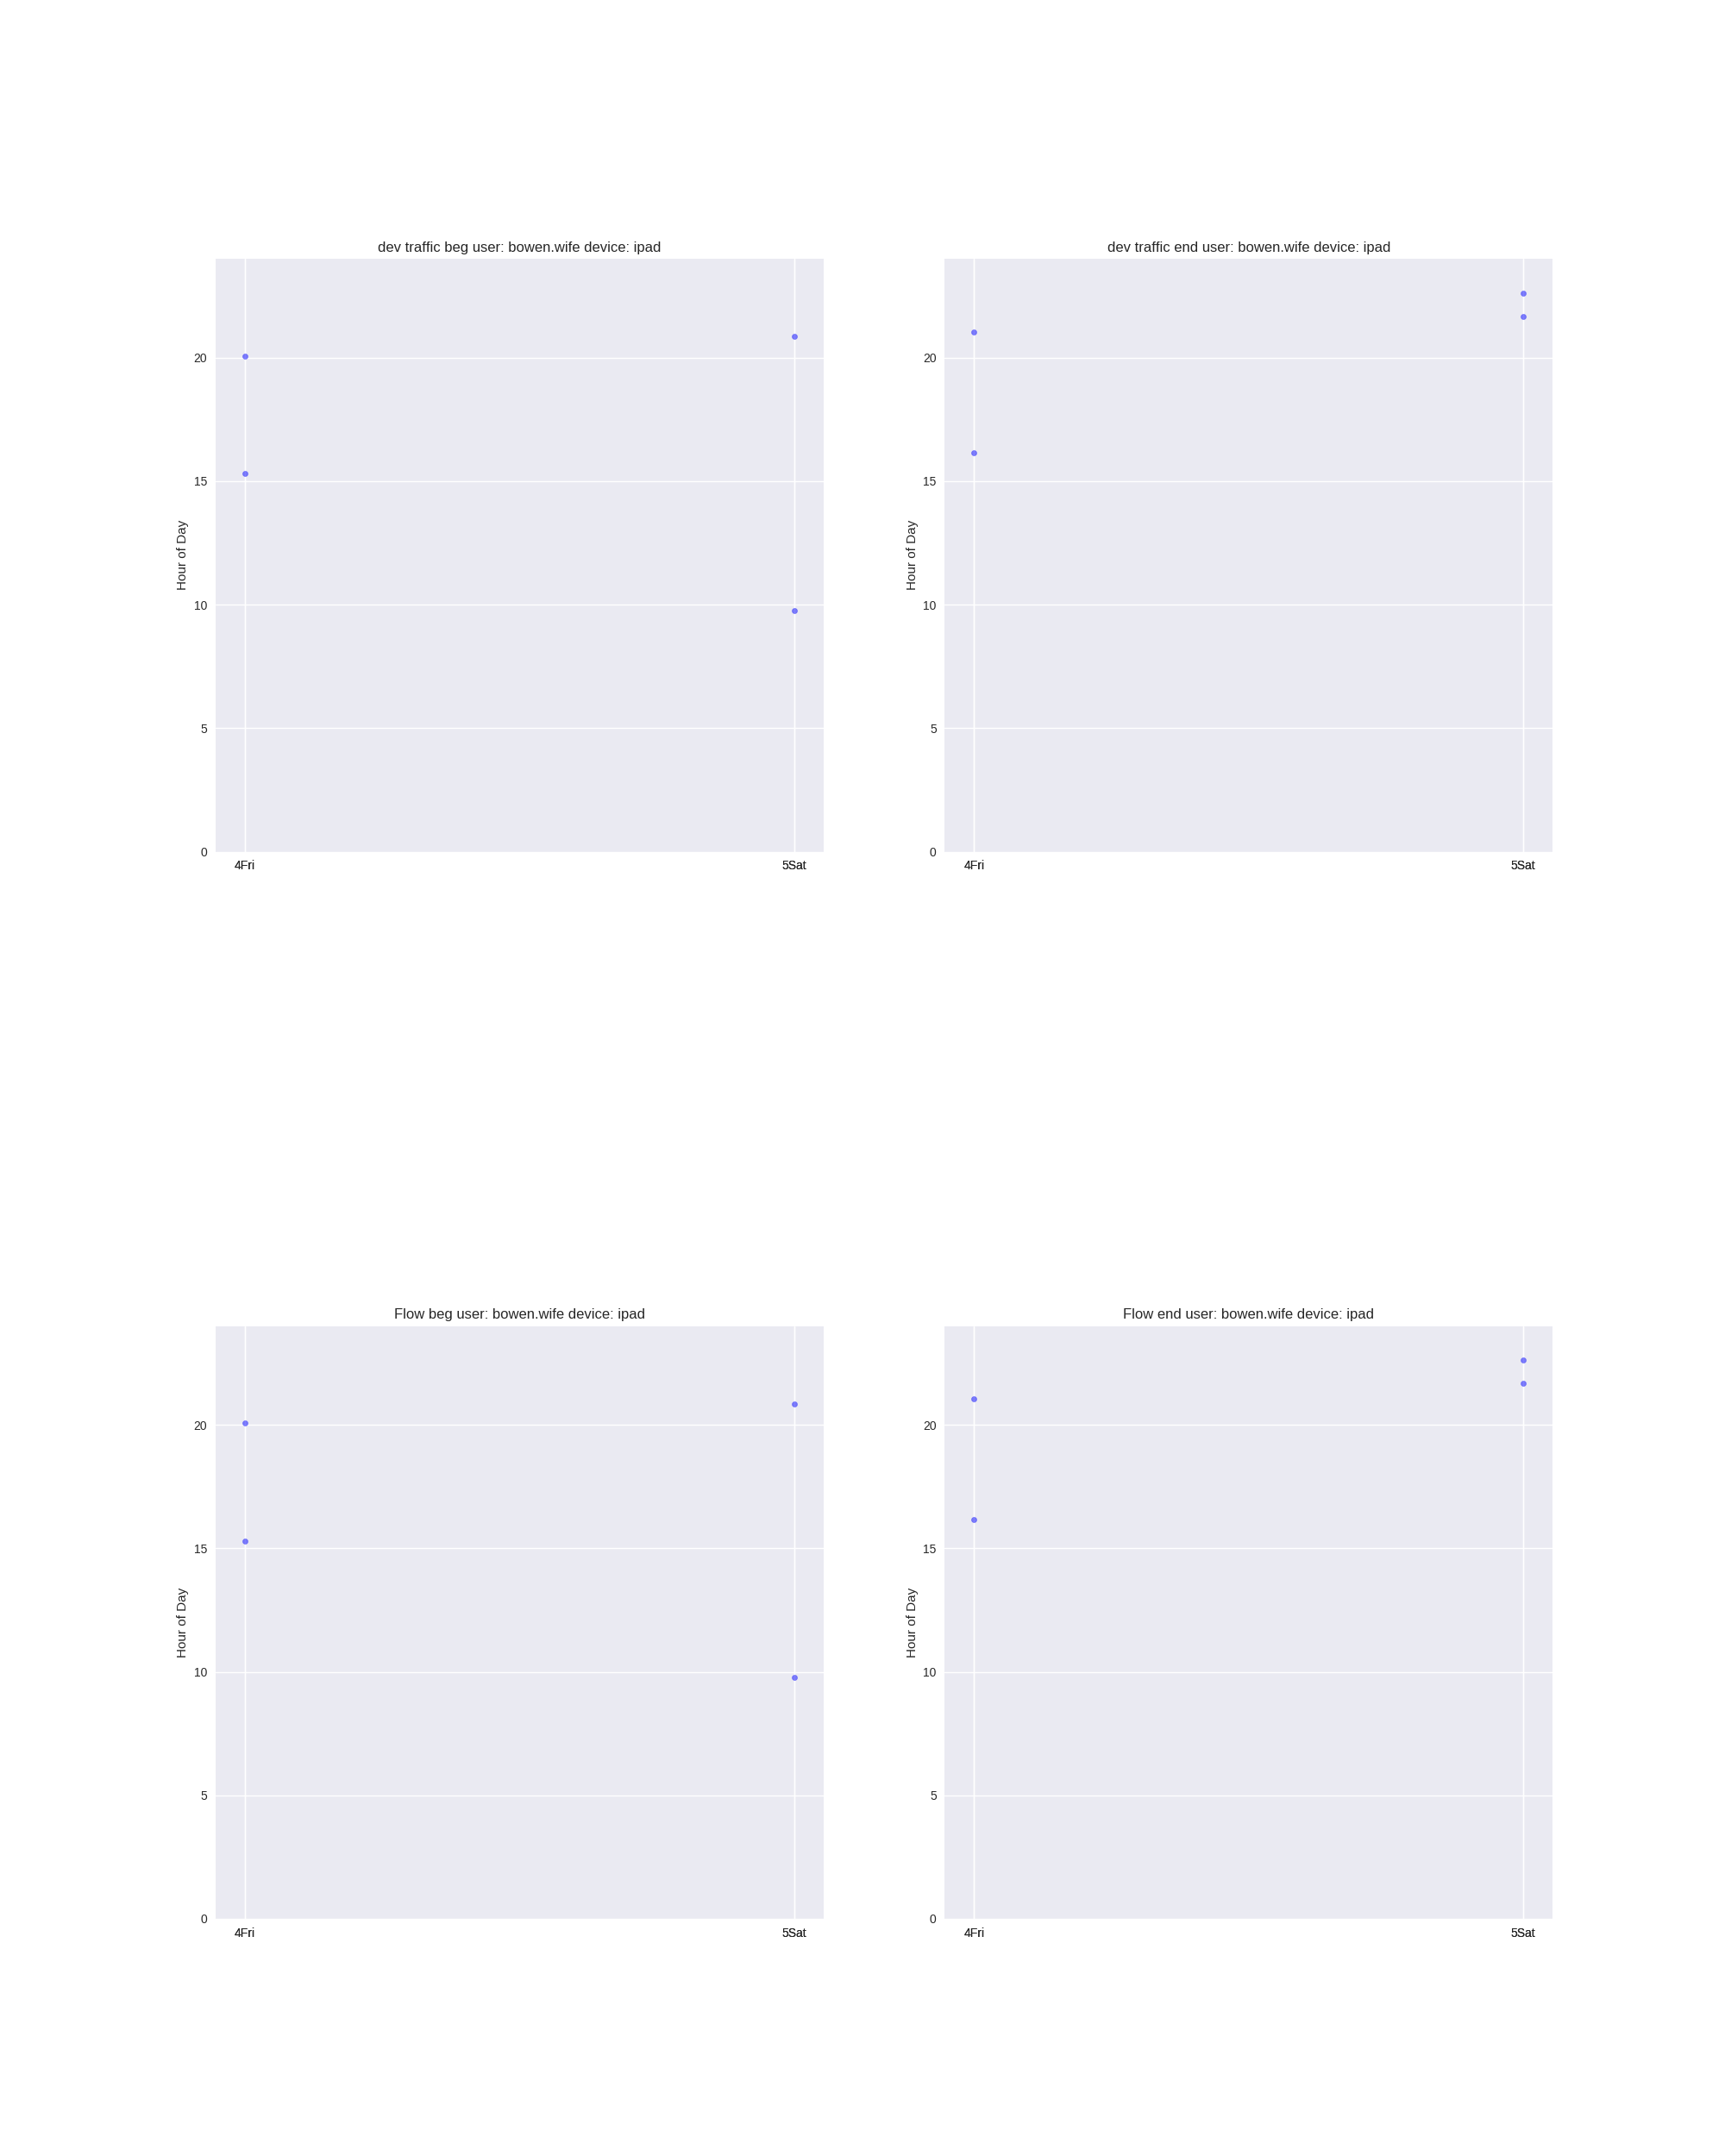 dev traffic beg user: bowen.wife device: ipad
Hour of Day
20
15
10
5
0
4Fri
5Sat
dev traffic end user: bowen.wife device: ipad
Hour of Day
20
15
10
5
0
4Fri
5Sat
Flow beg user: bowen.wife device: ipad
Hour of Day
20
15
10
5
0
4Fri
5Sat
Flow end user: bowen.wife device: ipad
Hour of Day
20
15
10
5
0
4Fri
5Sat